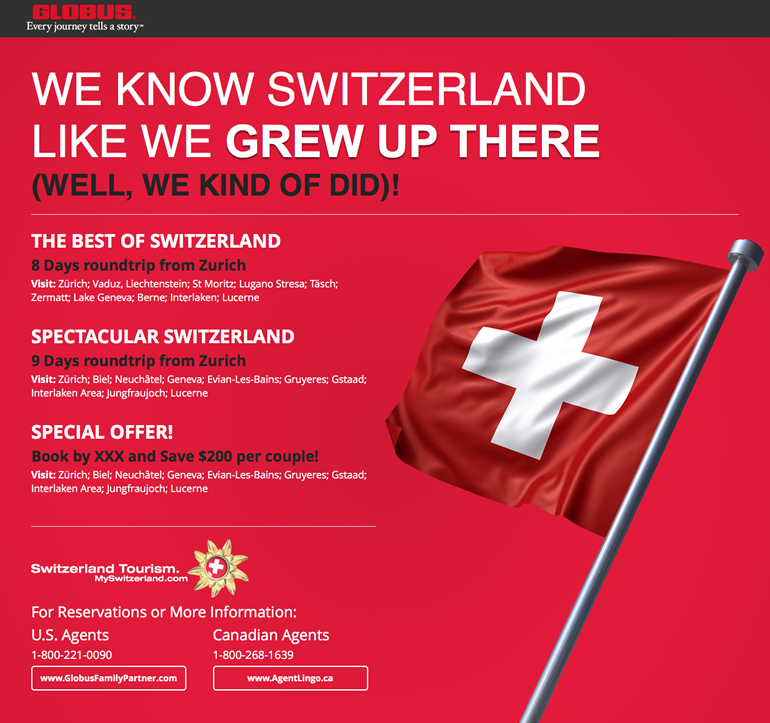 GLOBUS®
Every journey tells a story™
WE KNOW SWITZERLAND
LIKE WE GREW UP THERE
(WELL, WE KIND OF DID)!
THE BEST OF SWITZERLAND
8 Days roundtrip from Zurich
Visit: Zürich; Vaduz, Liechtenstein; St Moritz; Lugano Stresa; Täsch;
Zermatt; Lake Geneva; Berne; Interlaken; Lucerne
SPECTACULAR SWITZERLAND
9 Days roundtrip from Zurich
Visit: Zürich; Biel; Neuchâtel; Geneva; Evian-Les-Bains; Gruyeres; Gstaad;
Interlaken Area; Jungfraujoch; Lucerne
SPECIAL OFFER!
Book by XXX and Save $200 per couple!
Visit: Zürich; Biel; Neuchâtel; Geneva; Evian-Les-Bains; Gruyeres; Gstaad;
Interlaken Area; Jungfraujoch; Lucerne
Switzerland Tourism.
MySwitzerland.com
For Reservations or More Information:
U.S. Agents
1-800-221-0090
www.GlobusFamilyPartner.com
Canadian Agents
1-800-268-1639
www.AgentLingo.ca